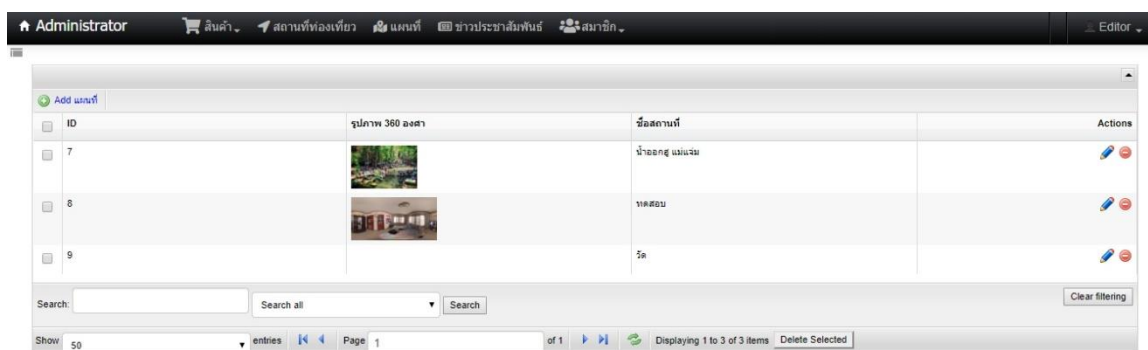 Administrator สินค้า สถานที่ท่องเที่ยว แผนที่ ข่าวประชาสัมพันธ์ สมาชิก Editor
Add แผนที่
ID รูปภาพ 360 องศา ชื่อสถานที่ Actions
7 น้ำออกฮู แม่แจ่ม
8 ทดสอบ
9 วัด
Search: Search all Search Clear filtering
Show 50 entries Page 1 of 1 Displaying 1 to 3 of 3 items Delete Selected